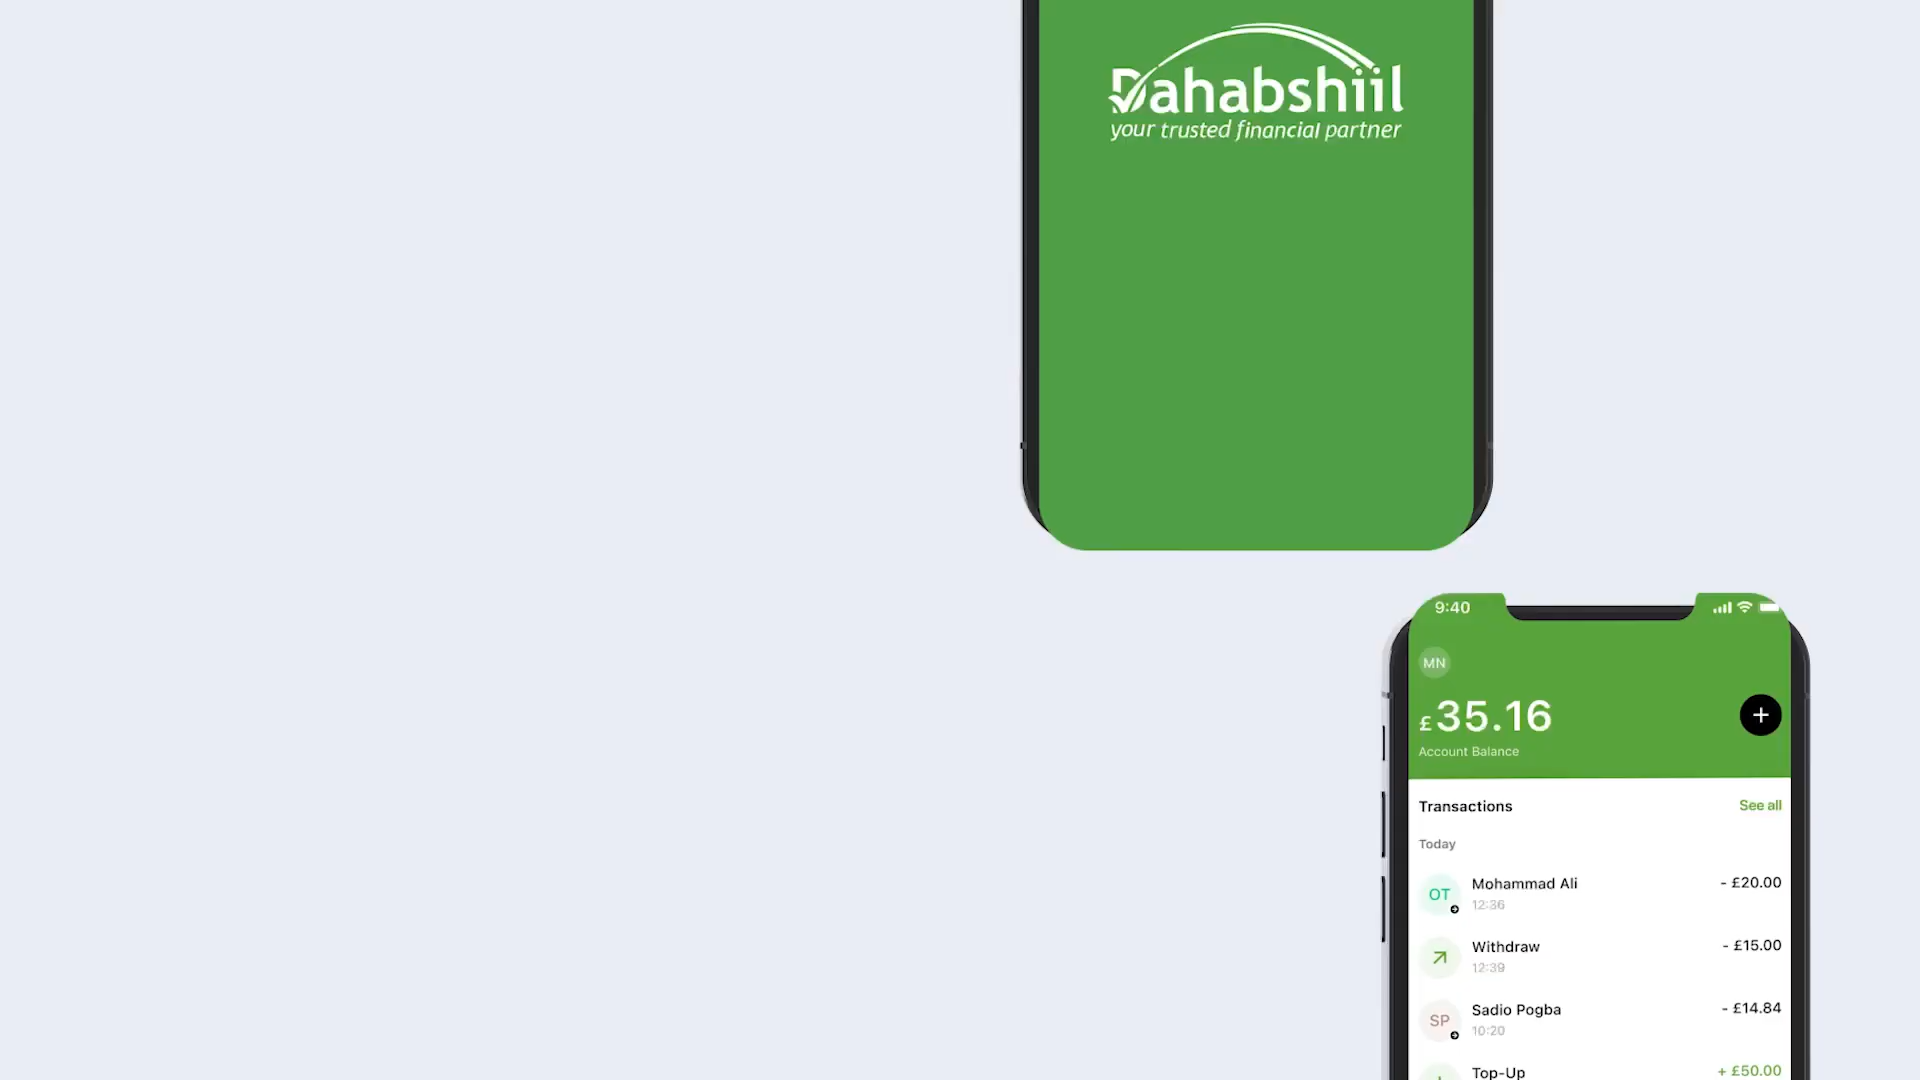 Dahabshiil
your trusted financial partner
9:40
MN
£35.16
Account Balance
Transactions
See all
Today
OT
Mohammad Ali
- £20.00
12:36
Withdraw
- £15.00
12:39
SP
Sadio Pogba
- £14.84
10:20
Top-Up
+ £50.00